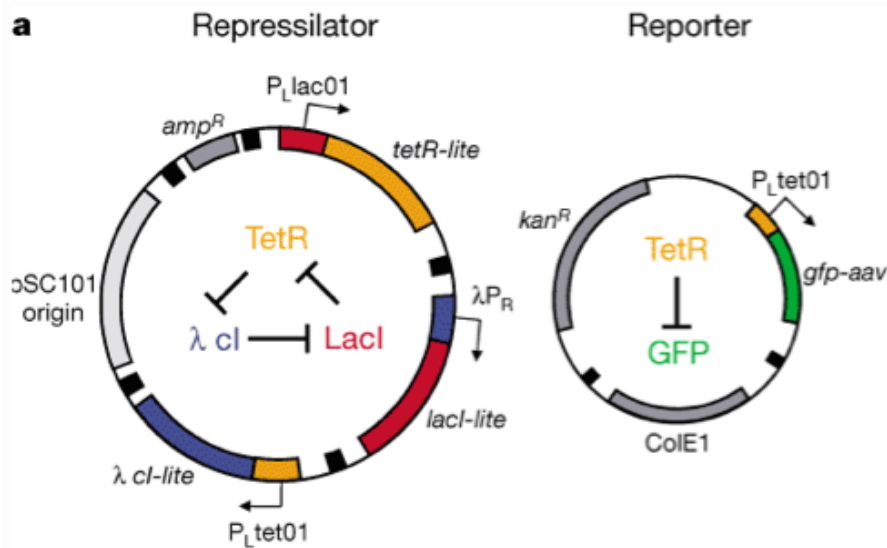 a
Repressilator
Reporter
P_Llac01
amp^R
tetR-lite
TetR
λ cI
LacI
pSC101
origin
λP_R
lacI-lite
λ cI-lite
P_Ltet01
P_Ltet01
kan^R
TetR
GFP
gfp-aav
ColE1